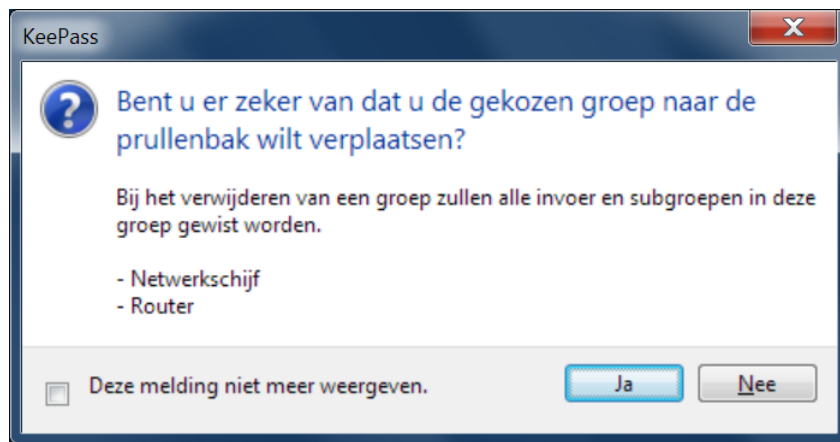 KeePass
Bent u er zeker van dat u de gekozen groep naar de
prullenbak wilt verplaatsen?
Bij het verwijderen van een groep zullen alle invoer en subgroepen in deze
groep gewist worden.
- Netwerkschijf
- Router
Deze melding niet meer weergeven.
Ja
Nee